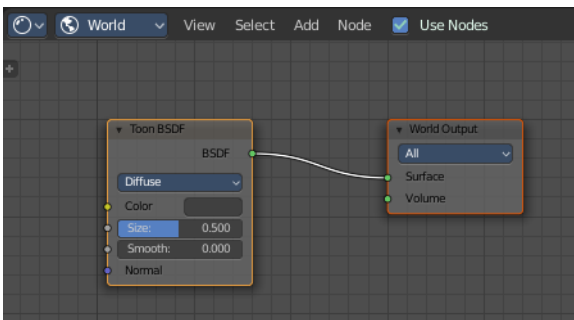 World View Select Add Node Use Nodes
Toon BSDF
BSDF
Diffuse
Color
Size: 0.500
Smooth: 0.000
Normal
World Output
All
Surface
Volume